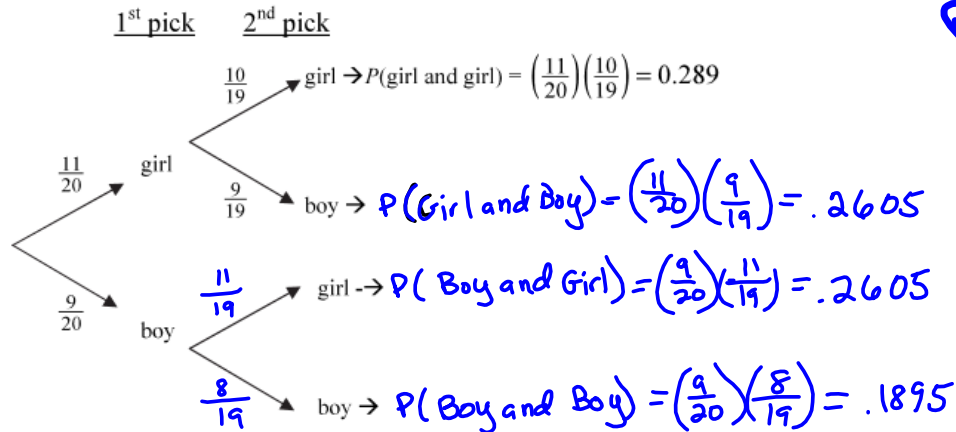 1st pick 2nd pick
10/19 girl →P(girl and girl) = (11/20)(10/19) = 0.289
11/20 girl
9/19 boy → P(Girl and Boy) = (11/20)(9/19) = .2605
11/19 girl -→ P( Boy and Girl) = (9/20)(11/19) = .2605
9/20 boy
8/19 boy → P( Boy and Boy) = (9/20)(8/19) = .1895